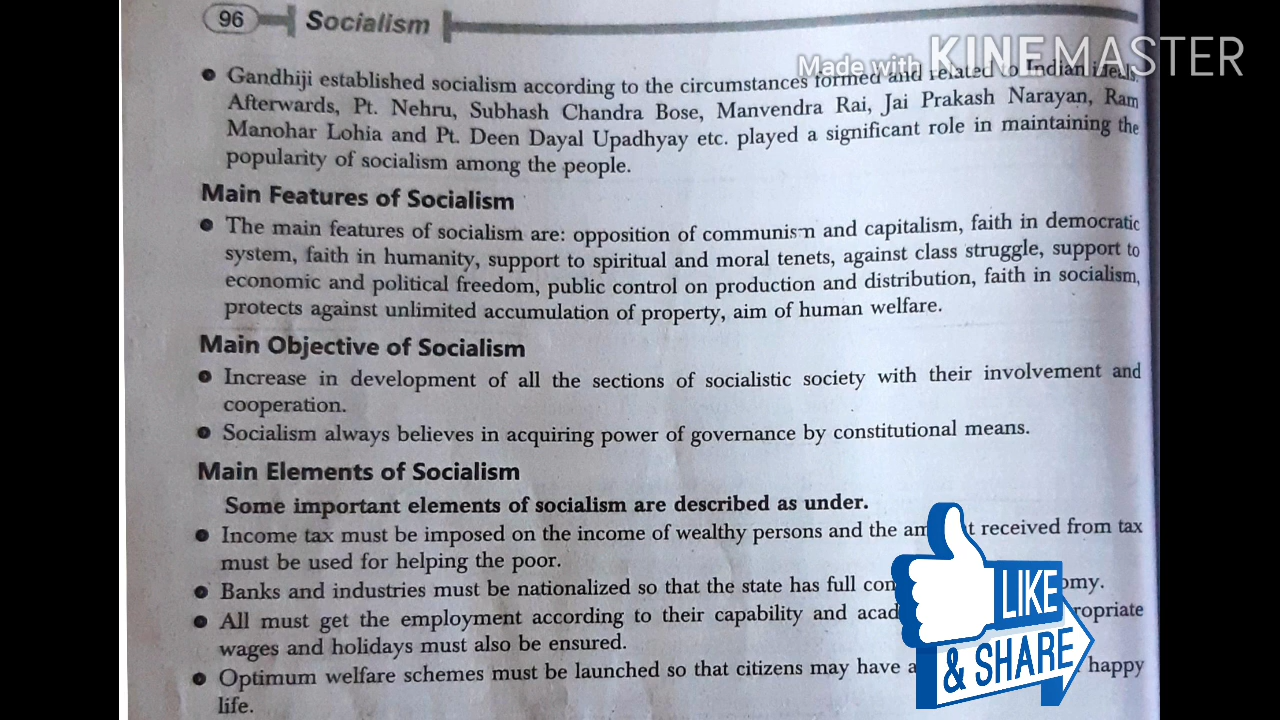 96 Socialism
Made with KINEMASTER
Gandhiji established socialism according to the circumstances formed and related to Indian ideals.
Afterwards, Pt. Nehru, Subhash Chandra Bose, Manvendra Rai, Jai Prakash Narayan, Ram
Manohar Lohia and Pt. Deen Dayal Upadhyay etc. played a significant role in maintaining the
popularity of socialism among the people.
Main Features of Socialism
The main features of socialism are: opposition of communism and capitalism, faith in democratic
system, faith in humanity, support to spiritual and moral tenets, against class struggle, support to
economic and political freedom, public control on production and distribution, faith in socialism,
protects against unlimited accumulation of property, aim of human welfare.
Main Objective of Socialism
Increase in development of all the sections of socialistic society with their involvement and
cooperation.
Socialism always believes in acquiring power of governance by constitutional means.
Main Elements of Socialism
Some important elements of socialism are described as under.
Income tax must be imposed on the income of wealthy persons and the received from tax
must be used for helping the poor.
Banks and industries must be nationalized so that the state has full
All must get the employment according to their capability and
wages and holidays must also be ensured.
Optimum welfare schemes must be launched so that citizens may have happy
life.
LIKE
& SHARE